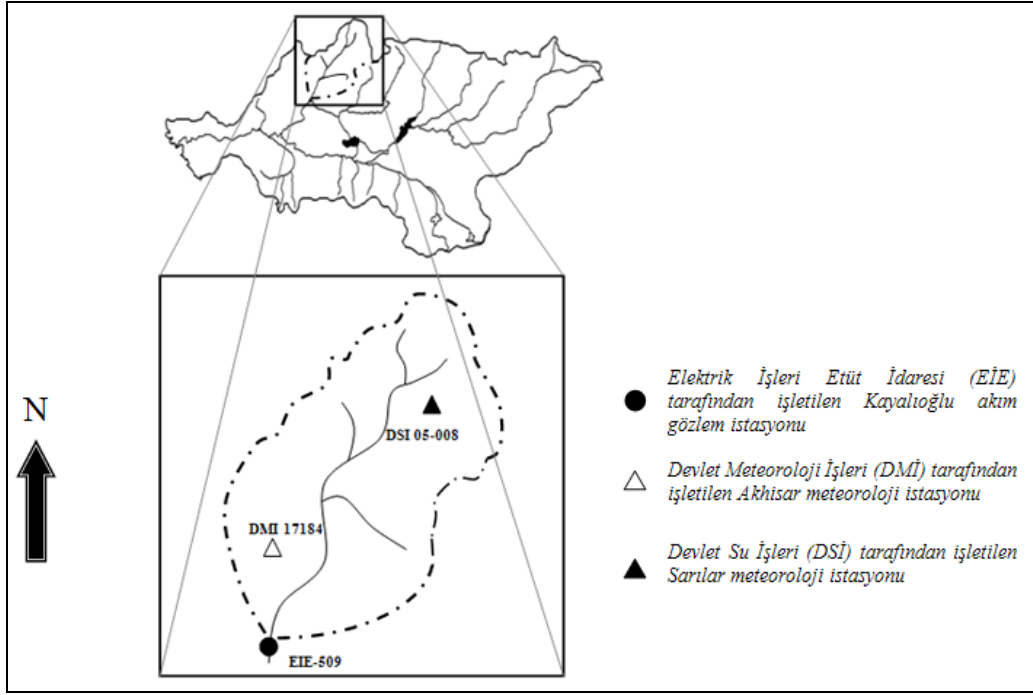 N
DSI 05-008
DMI 17184
EIE-509
Elektrik İşleri Etüt İdaresi (EİE)
tarafından işletilen Kayalıoğlu akım
gözlem istasyonu
Devlet Meteoroloji İşleri (DMİ) tarafından
işletilen Akhisar meteoroloji istasyonu
Devlet Su İşleri (DSİ) tarafından işletilen
Sarılar meteoroloji istasyonu